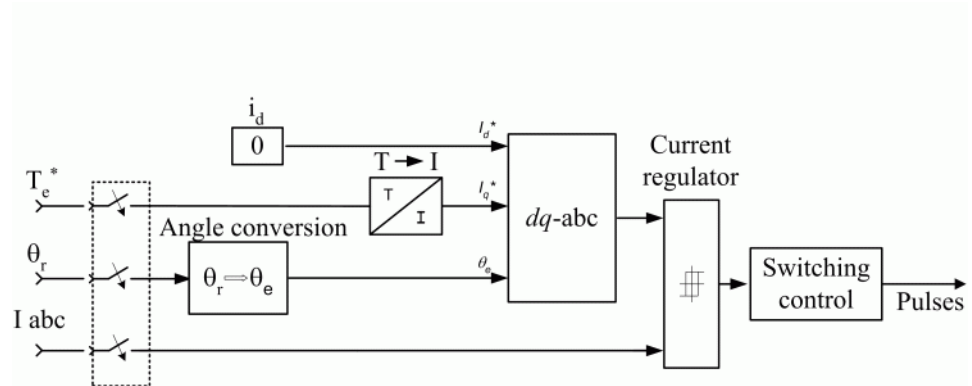 i_d
0
I_d*
T → I
T_e*
T
I
I_q*
Current
regulator
Angle conversion
dq-abc
θ_r
θ_r ⇒ θ_e
θ_e
Switching
control
Pulses
I abc